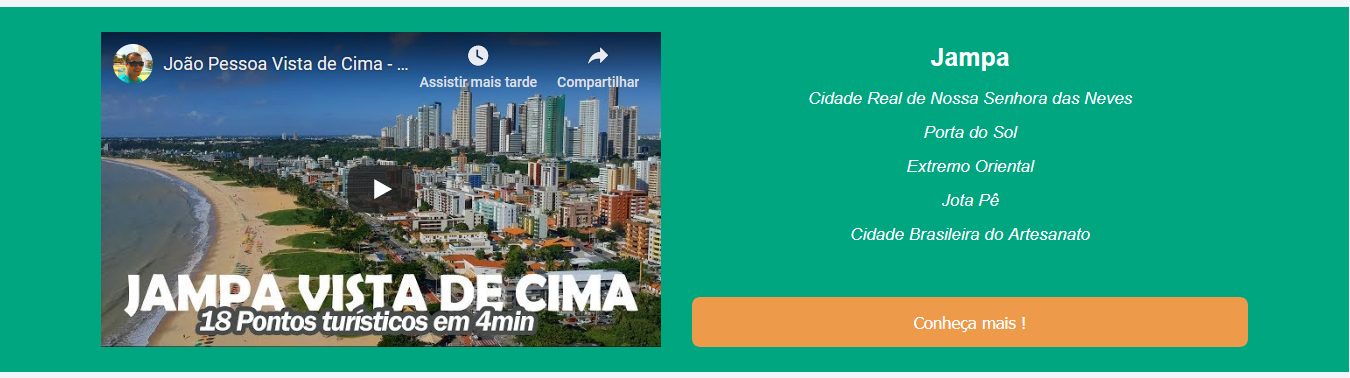 João Pessoa Vista de Cima - ...
Assistir mais tarde
Compartilhar
JAMPA VISTA DE CIMA
18 Pontos turísticos em 4min
Jampa
Cidade Real de Nossa Senhora das Neves
Porta do Sol
Extremo Oriental
Jota Pê
Cidade Brasileira do Artesanato
Conheça mais !